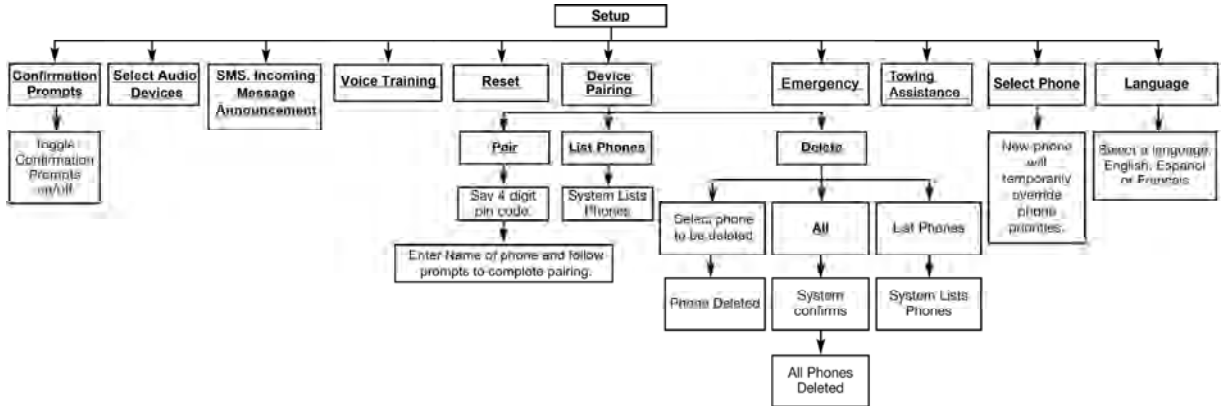 Setup
Confirmation
Prompts
Select Audio
Devices
SMS, Incoming
Message
Announcement
Voice Training
Reset
Device
Pairing
Emergency
Towing
Assistance
Select Phone
Language
Toggle
Confirmation
Prompts
on/off
Pair
List Phones
Delete
New phone
will
temporarily
override
phone
priorities.
Select a language,
English, Espanol
or Francais
Say 4 digit
pin code.
System Lists
Phones
Select phone
to be deleted
All
List Phones
Enter Name of phone and follow
prompts to complete pairing.
Phone Deleted
System
confirms
System Lists
Phones
All Phones
Deleted